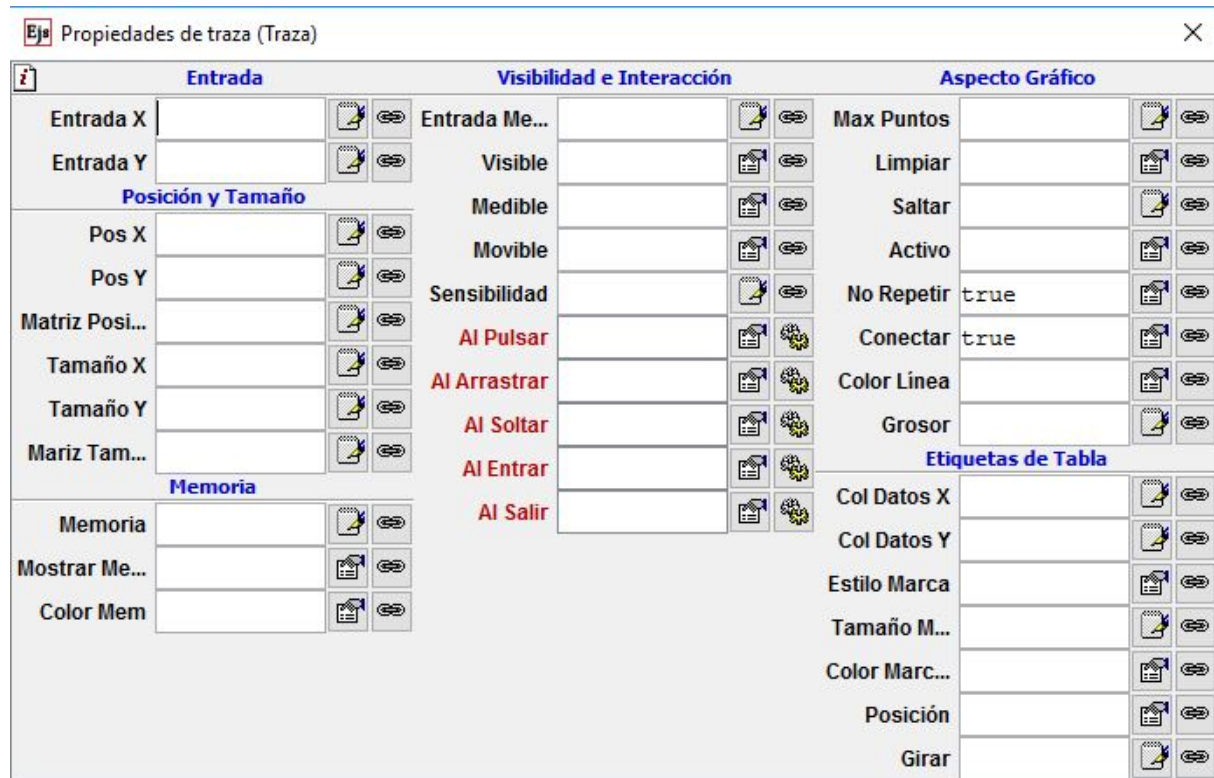 Ejs Propiedades de traza (Traza)
Entrada
Entrada X
Entrada Y
Posición y Tamaño
Pos X
Pos Y
Matriz Posi...
Tamaño X
Tamaño Y
Mariz Tam...
Memoria
Memoria
Mostrar Me...
Color Mem
Visibilidad e Interacción
Entrada Me...
Visible
Medible
Movible
Sensibilidad
Al Pulsar
Al Arrastrar
Al Soltar
Al Entrar
Al Salir
Aspecto Gráfico
Max Puntos
Limpiar
Saltar
Activo
No Repetir true
Conectar true
Color Línea
Grosor
Etiquetas de Tabla
Col Datos X
Col Datos Y
Estilo Marca
Tamaño M...
Color Marc...
Posición
Girar